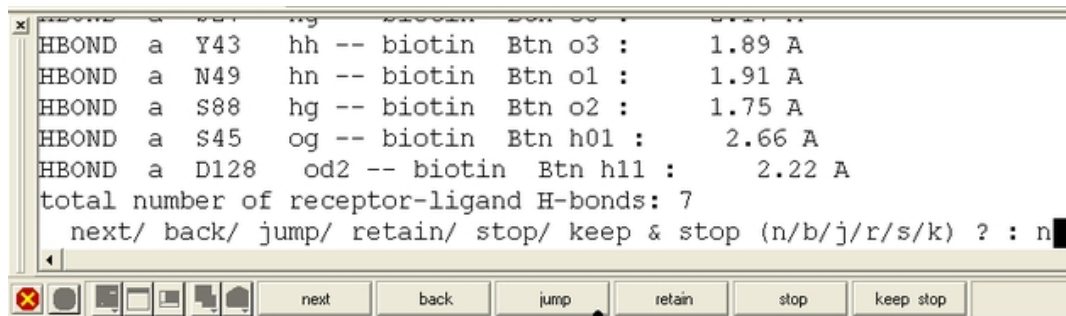 HBOND a Y43 hh -- biotin Btn o3 : 1.89 A
HBOND a N49 hn -- biotin Btn o1 : 1.91 A
HBOND a S88 hg -- biotin Btn o2 : 1.75 A
HBOND a S45 og -- biotin Btn h01 : 2.66 A
HBOND a D128 od2 -- biotin Btn h11 : 2.22 A
total number of receptor-ligand H-bonds: 7
next/ back/ jump/ retain/ stop/ keep & stop (n/b/j/r/s/k) ? : n
next back jump retain stop keep stop